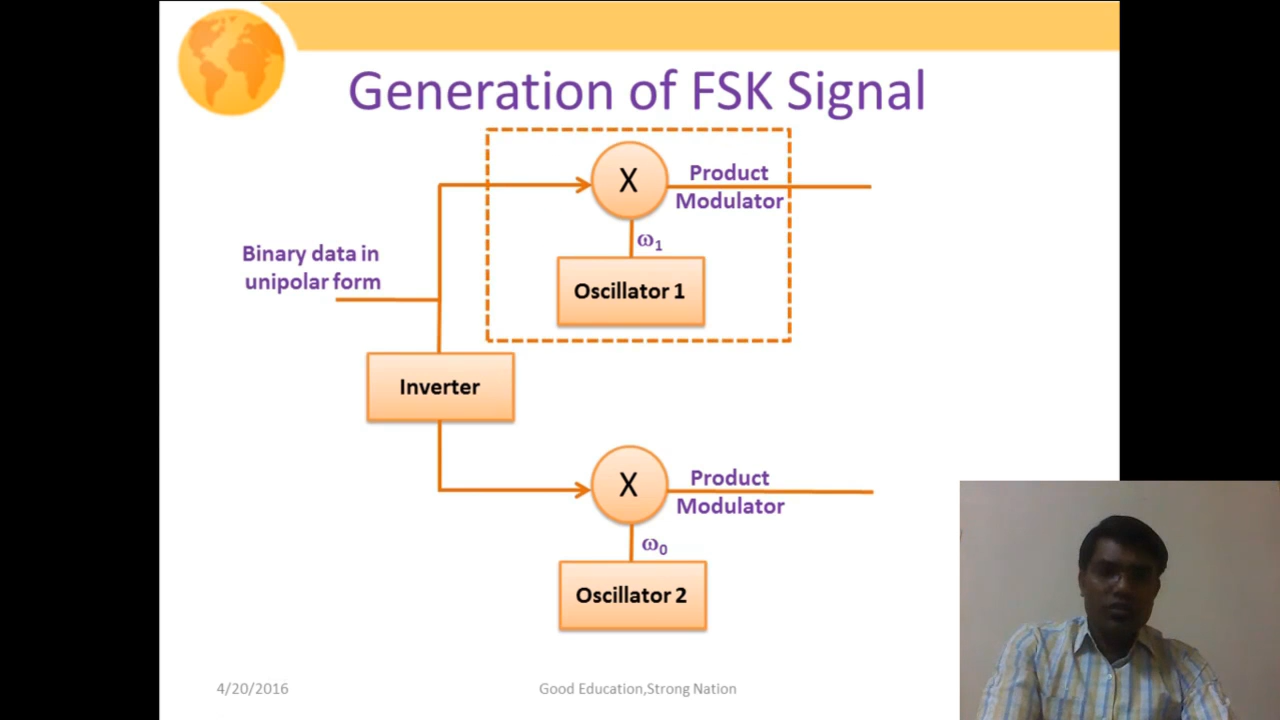 Generation of FSK Signal
X
Product
Modulator
ω1
Binary data in
unipolar form
Oscillator 1
Inverter
X
Product
Modulator
ω0
Oscillator 2
4/20/2016
Good Education,Strong Nation